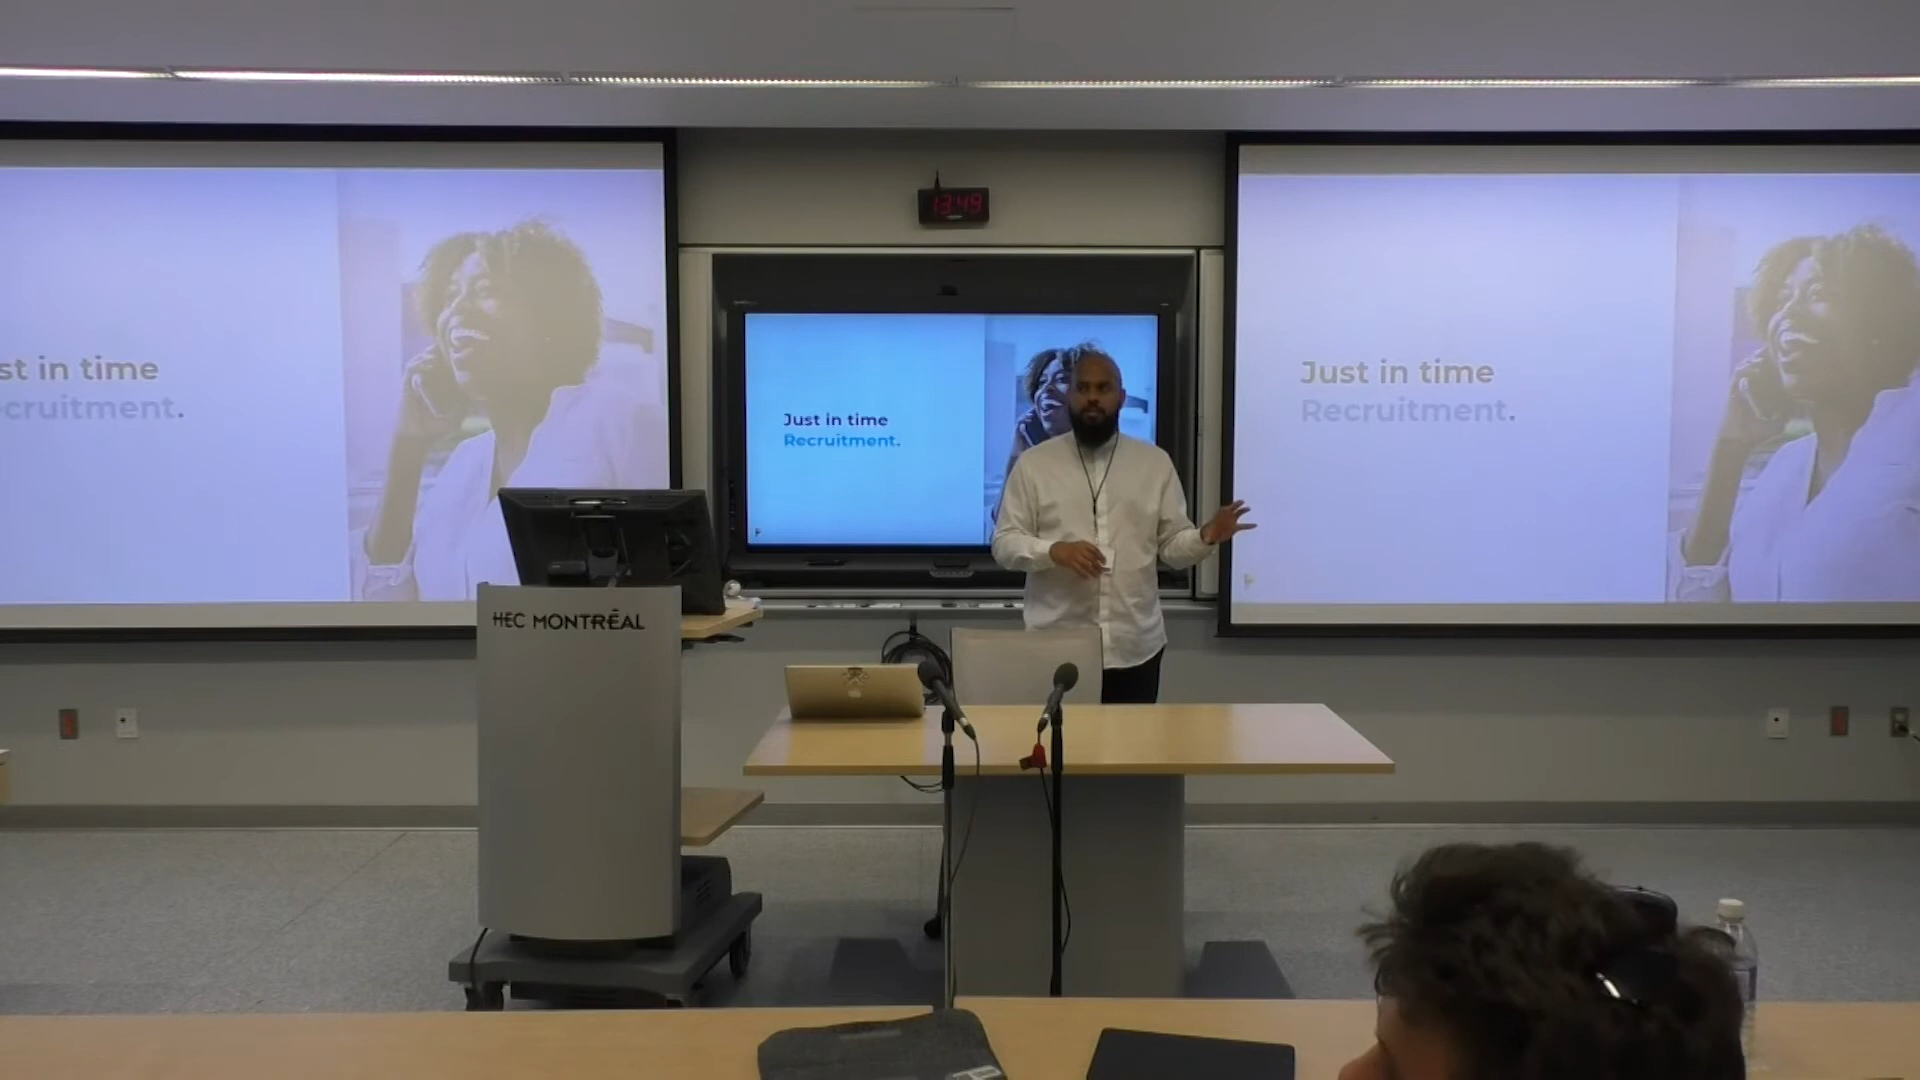 st in time
cruitment.
13:49
Just in time
Recruitment.
Just in time
Recruitment.
HEC MONTRÉAL